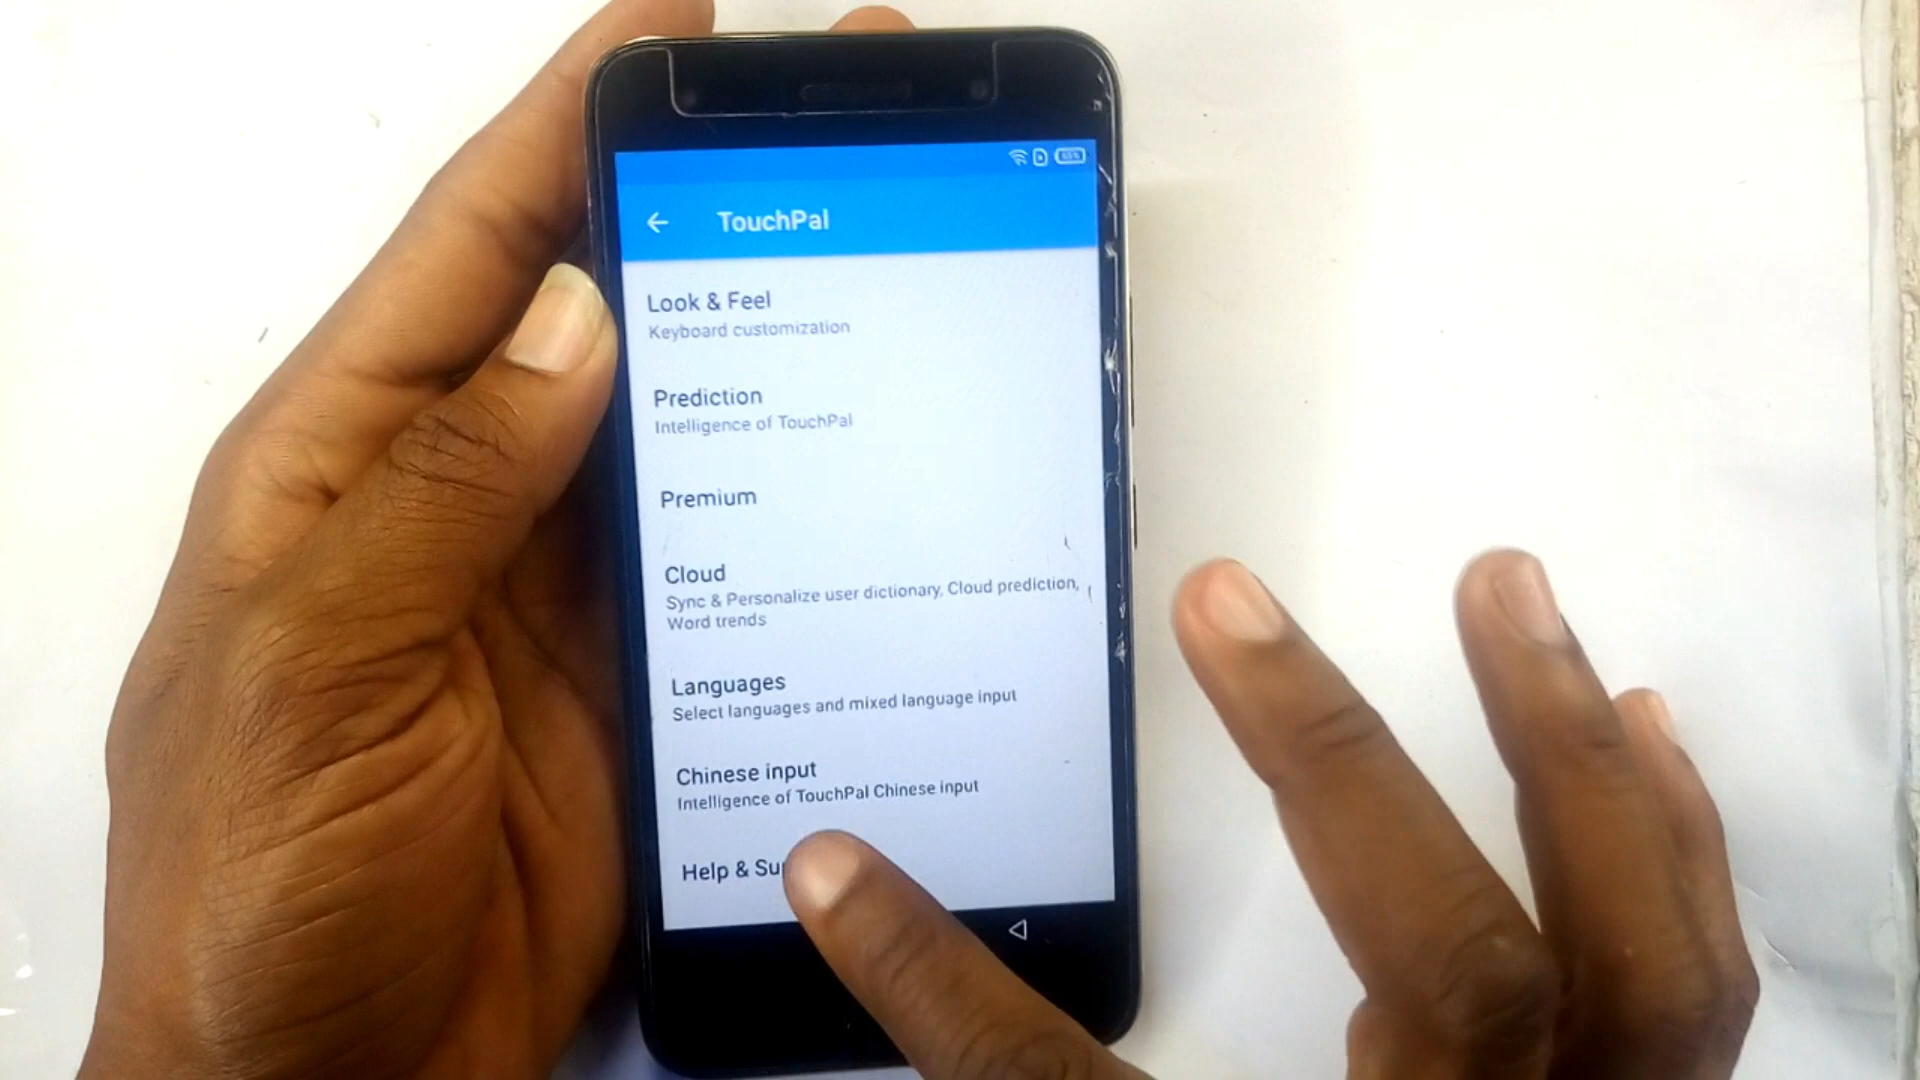 TouchPal
Look & Feel
Keyboard customization
Prediction
Intelligence of TouchPal
Premium
Cloud
Sync & Personalize user dictionary, Cloud prediction,
Word trends
Languages
Select languages and mixed language input
Chinese input
Intelligence of TouchPal Chinese input
Help &